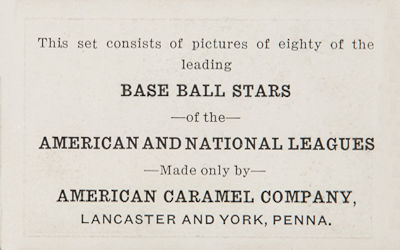 This set consists of pictures of eighty of the
leading
BASE BALL STARS
—of the—
AMERICAN AND NATIONAL LEAGUES
—Made only by—
AMERICAN CARAMEL COMPANY,
LANCASTER AND YORK, PENNA.